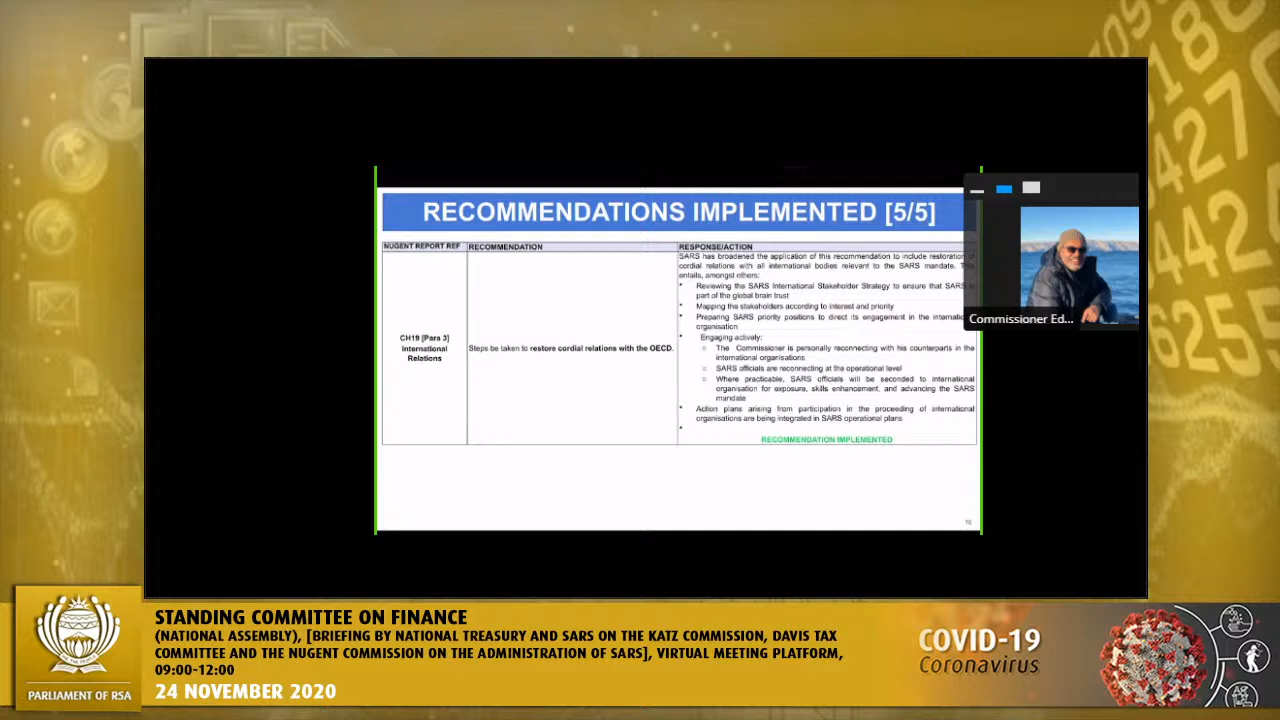 RECOMMENDATIONS IMPLEMENTED [5/5]
NUGENT REPORT REF RECOMMENDATION RESPONSE/ACTION
CH19 [Para 3]
International
Relations
Steps be taken to restore cordial relations with the OECD.
SARS has broadened the application of this recommendation to include restoration of
cordial relations with all international bodies relevant to the SARS mandate.
entails, amongst others:
• Reviewing the SARS International Stakeholder Strategy to ensure that SARS
part of the global brain trust
• Mapping the stakeholders according to interest and priority
• Preparing SARS priority positions to direct its engagement in the
organisation
• Engaging actively:
o The Commissioner is personally reconnecting with his counterparts in the
international organisations
o SARS officials are reconnecting at the operational level
o Where practicable, SARS officials will be seconded to international
organisation for exposure, skills enhancement, and advancing the SARS
mandate
• Action plans arising from participation in the proceeding of international
organisations are being integrated in SARS operational plans
•
RECOMMENDATION IMPLEMENTED
Commissioner Ed...
PARLIAMENT OF RSA
STANDING COMMITTEE ON FINANCE
(NATIONAL ASSEMBLY), [BRIEFING BY NATIONAL TREASURY AND SARS ON THE KATZ COMMISSION, DAVIS TAX
COMMITTEE AND THE NUGENT COMMISSION ON THE ADMINISTRATION OF SARS], VIRTUAL MEETING PLATFORM,
09:00-12:00
24 NOVEMBER 2020
COVID-19
Coronavirus